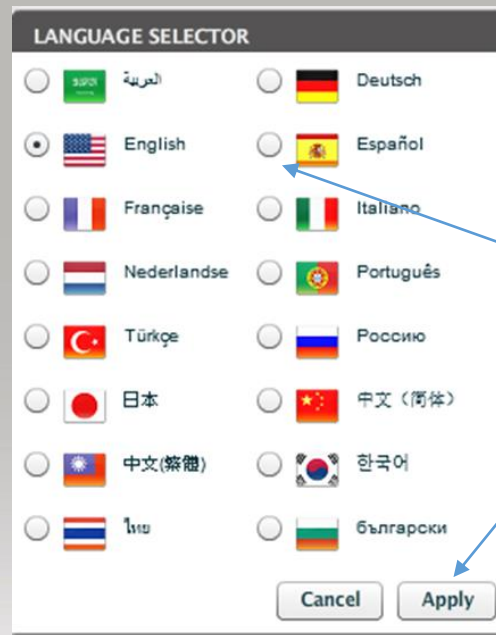 LANGUAGE SELECTOR
العربية Deutsch
English Español
Française Italiano
Nederlandse Português
Türkçe Россию
日本 中文（简体）
中文(繁體) 한국어
ไทย български
Cancel Apply